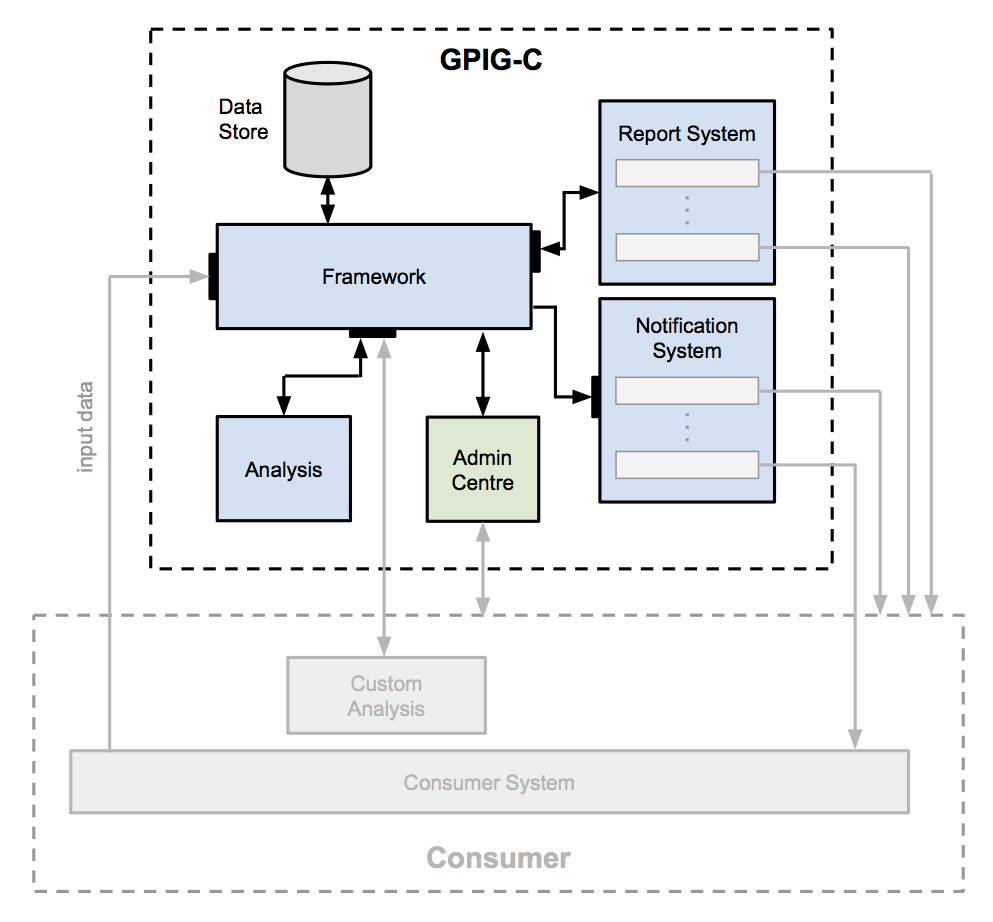 GPIG-C
Data
Store
Report System
Framework
Notification
System
input data
Analysis
Admin
Centre
Custom
Analysis
Consumer System
Consumer